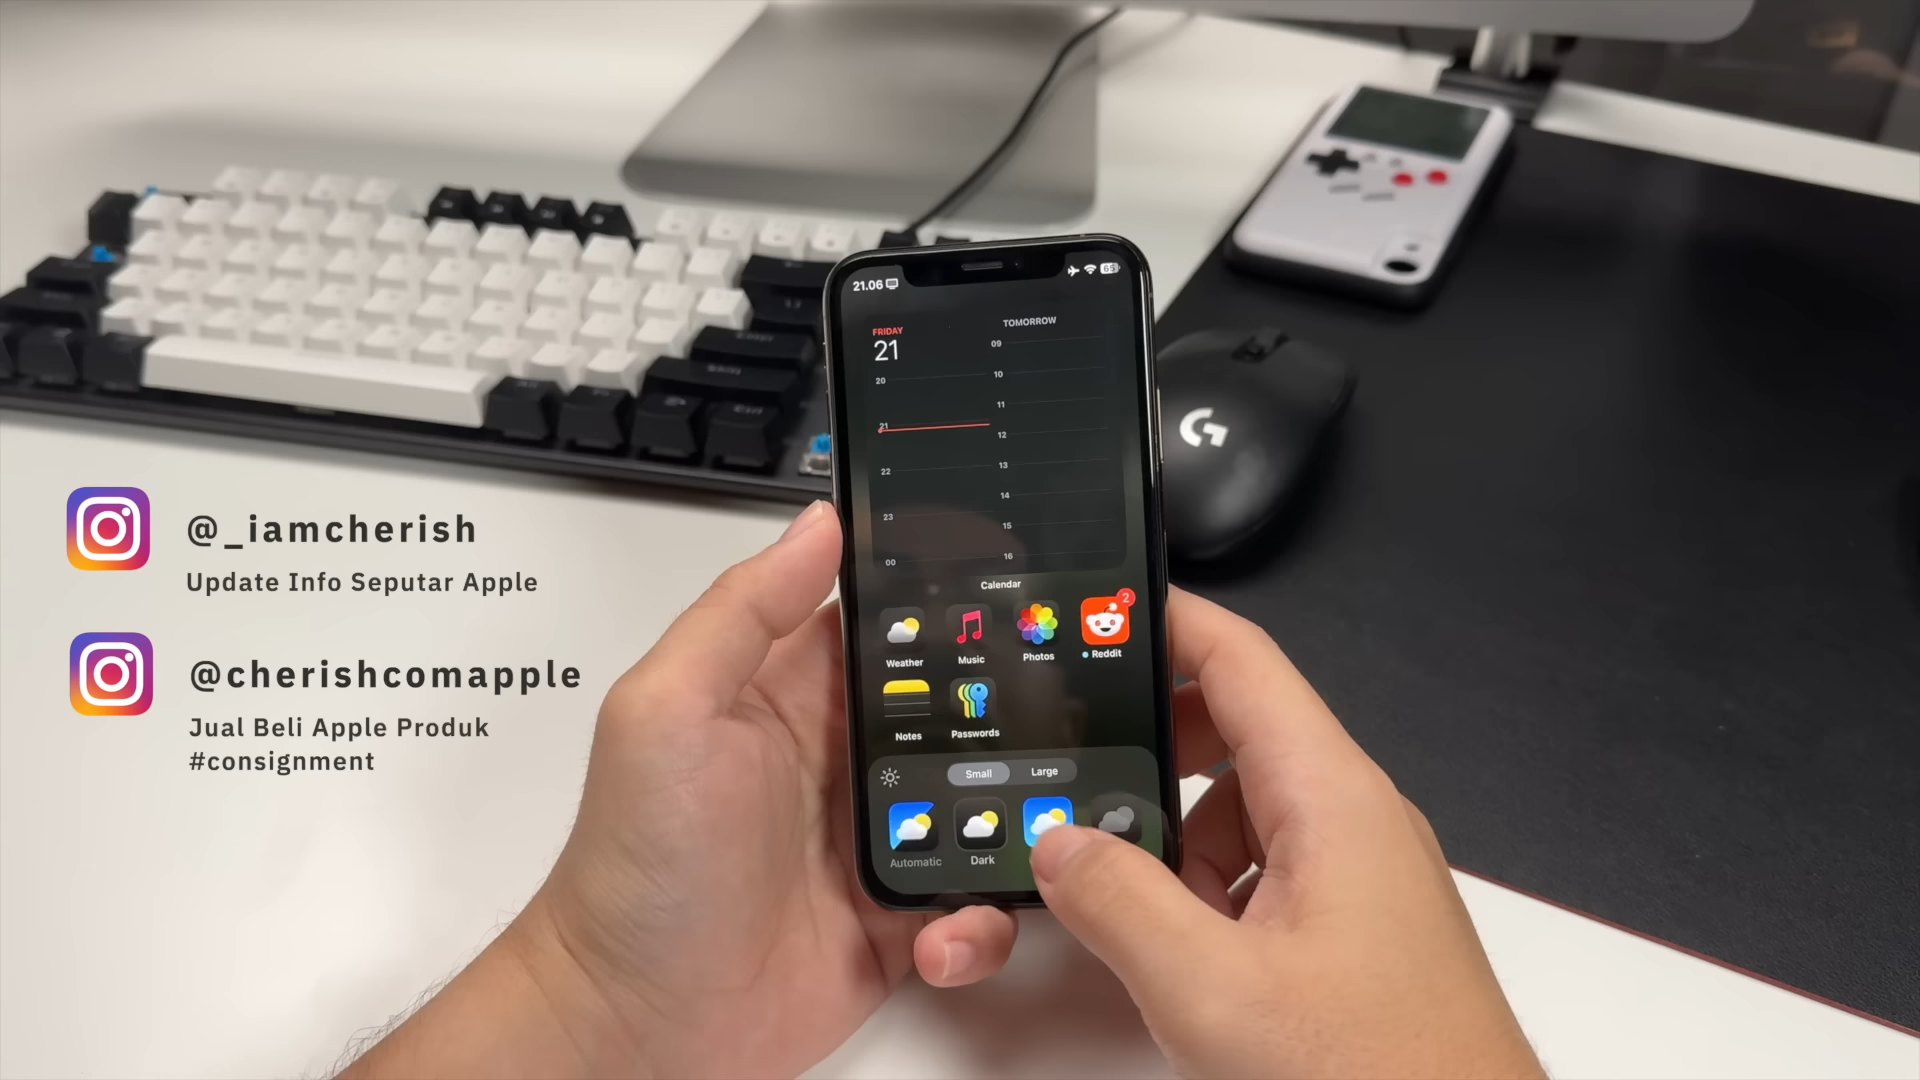 @_iamcherish
Update Info Seputar Apple
@cherishcomapple
Jual Beli Apple Produk
#consignment
21.06
65
FRIDAY
21
TOMORROW
20
21
22
23
00
09
10
11
12
13
14
15
16
Calendar
2
Weather
Music
Photos
Reddit
Notes
Passwords
Small
Large
Automatic
Dark
G